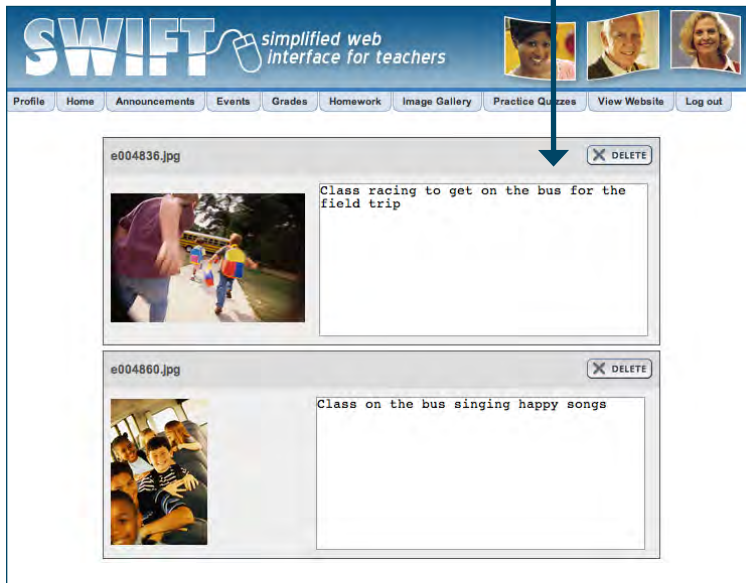 SWIFT
simplified web
interface for teachers
Profile Home Announcements Events Grades Homework Image Gallery Practice Quizzes View Website Log out
e004836.jpg
DELETE
Class racing to get on the bus for the
field trip
e004860.jpg
DELETE
Class on the bus singing happy songs